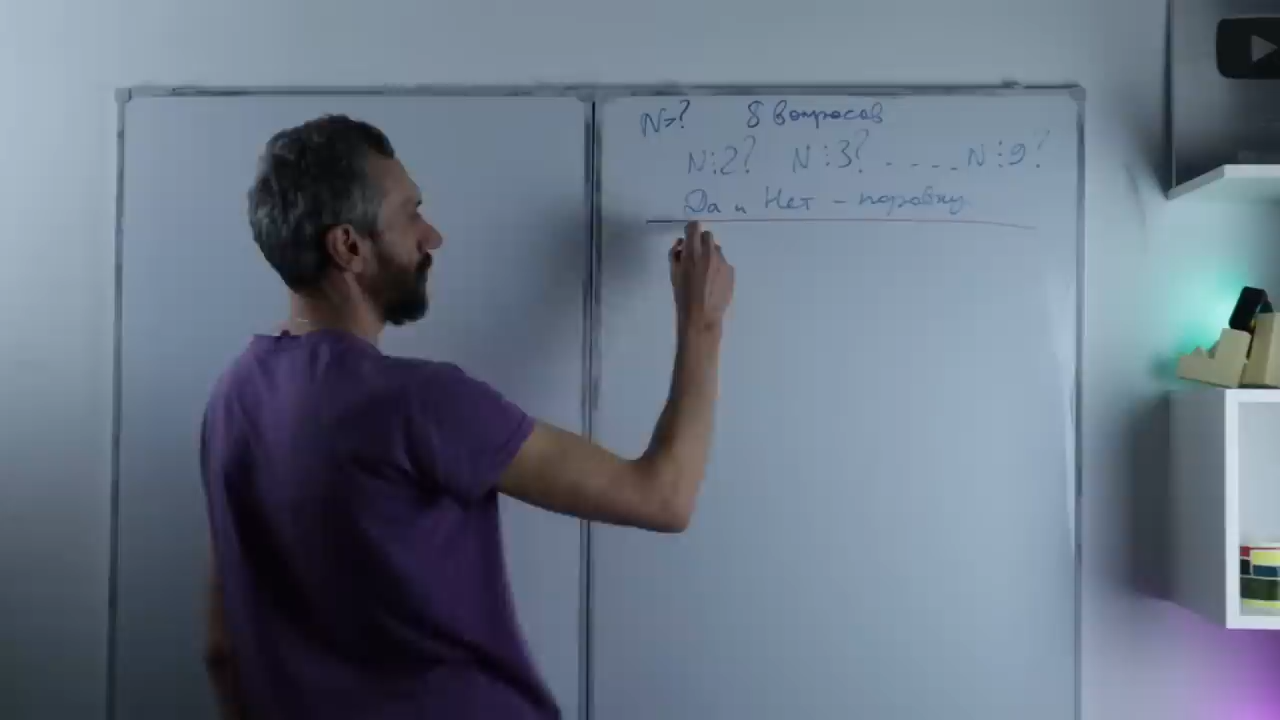 N-? 8 вопросов
N⋮2? N⋮3? . . . . N⋮9?
Да и Нет – поровну